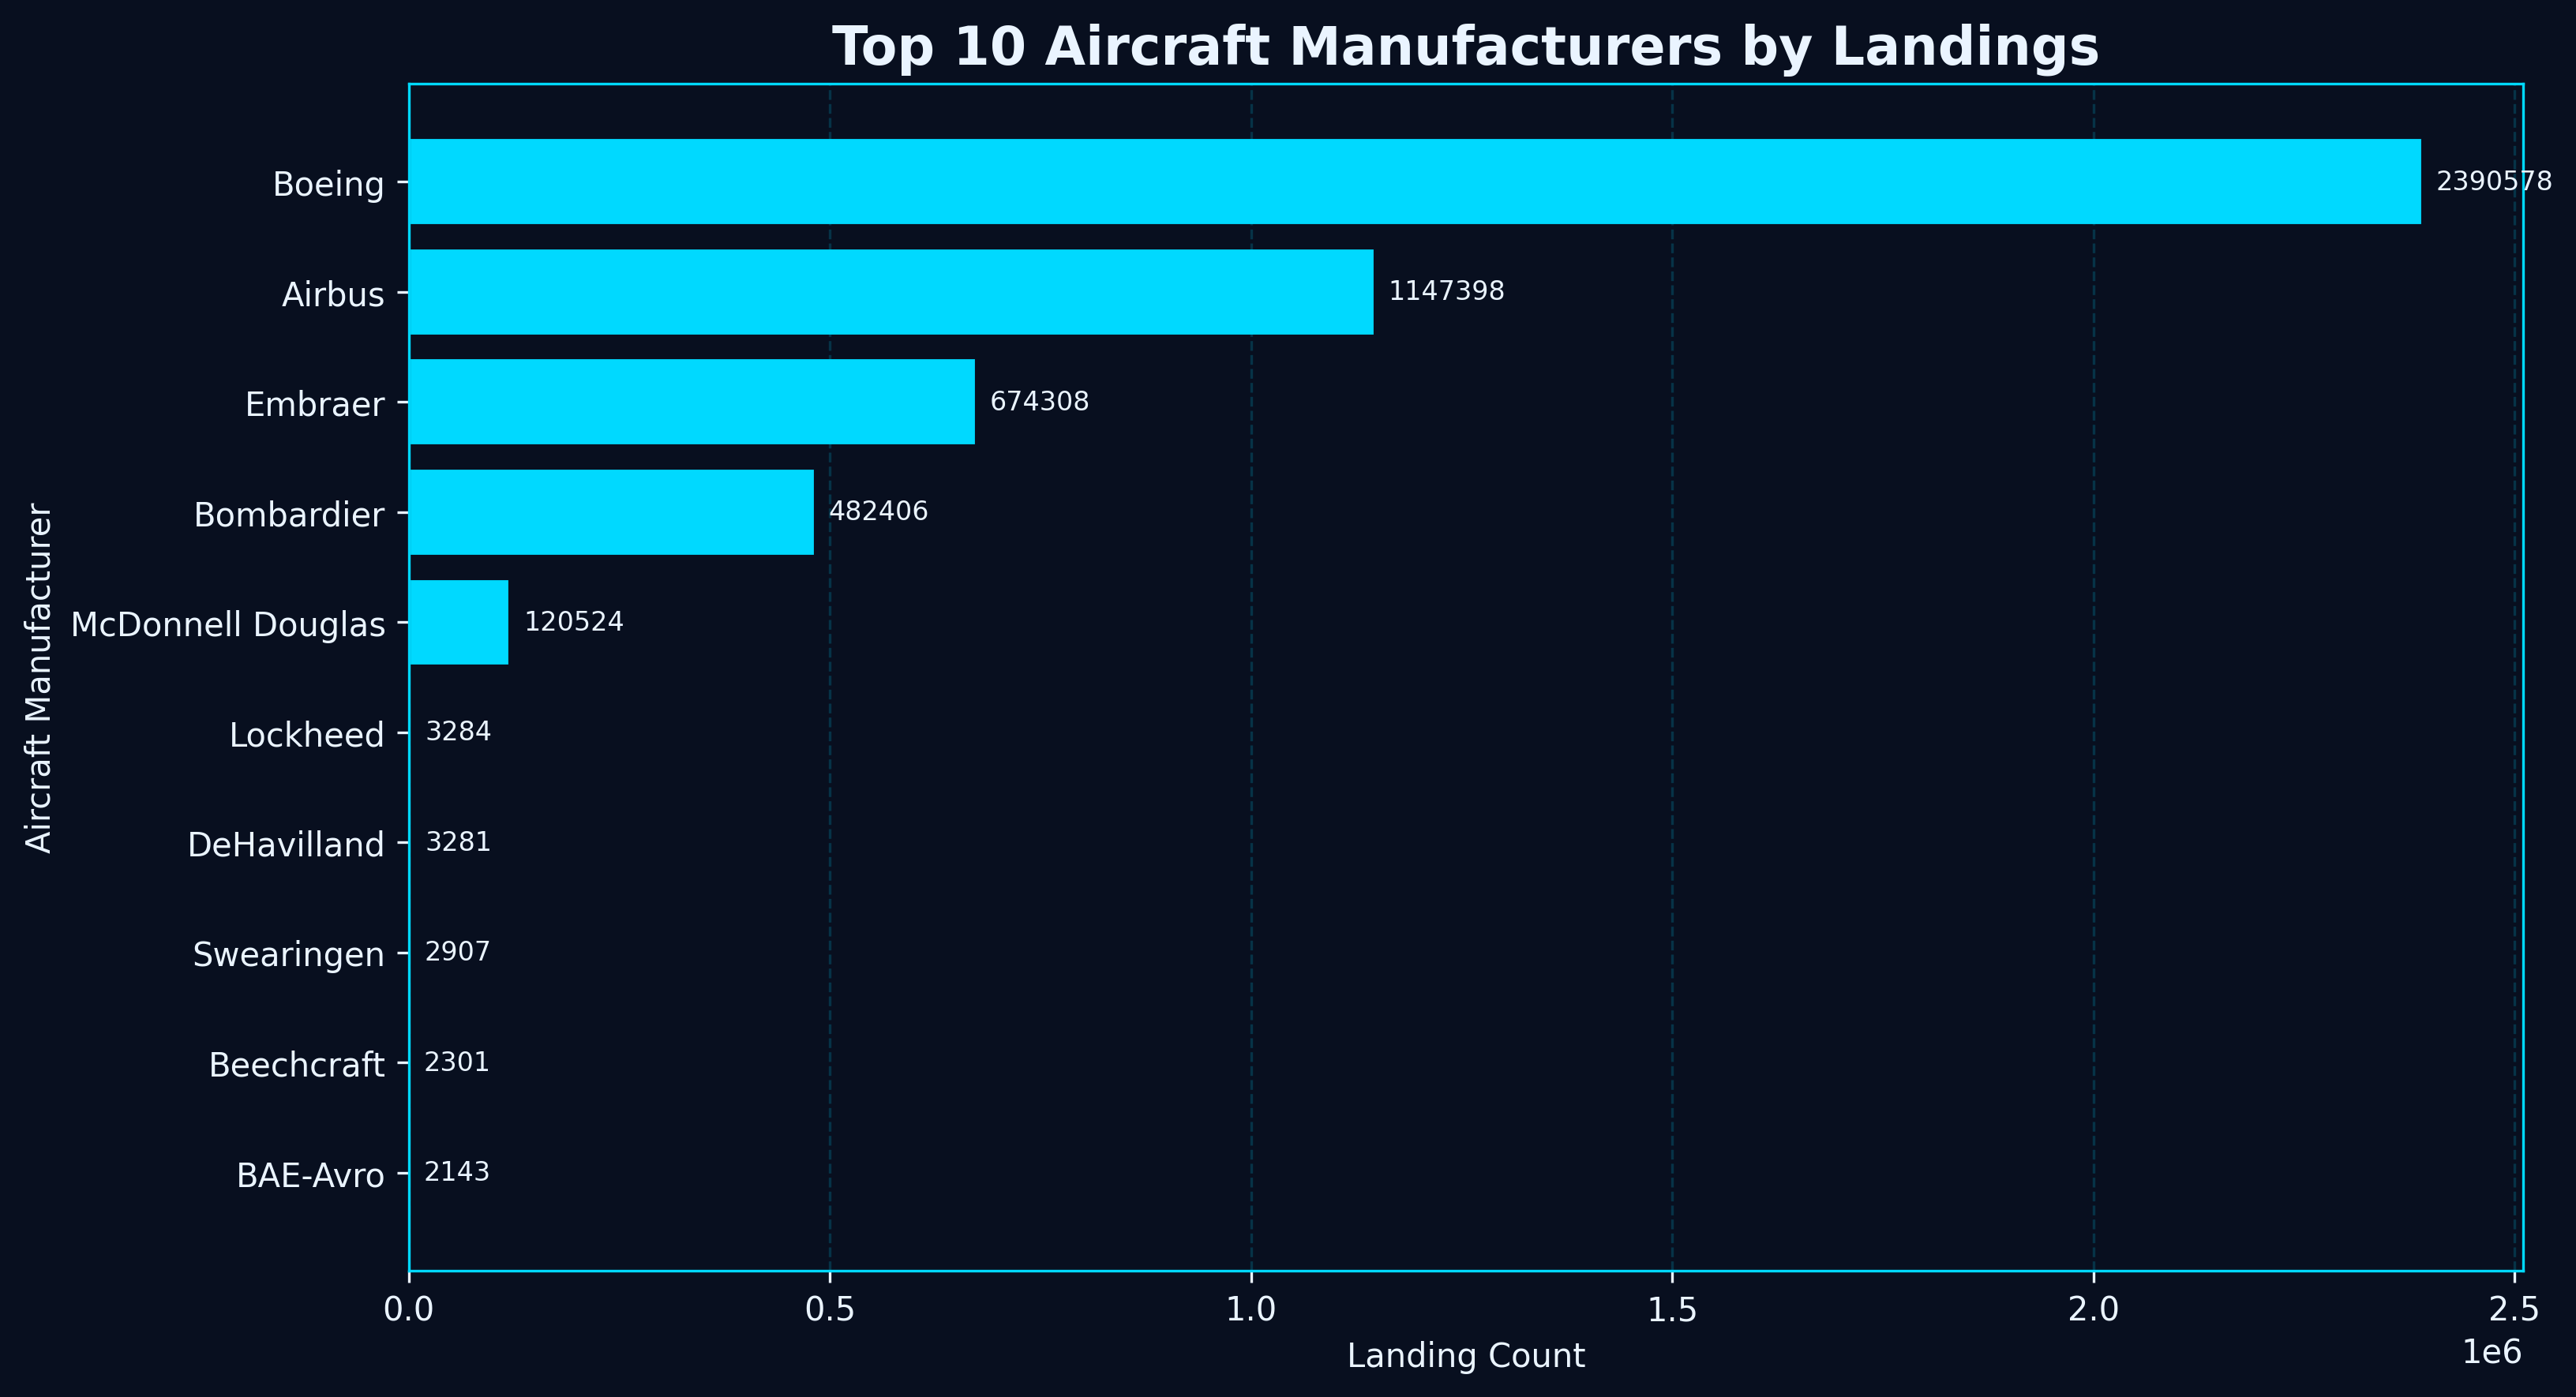 Top 10 Aircraft Manufacturers by Landings
Aircraft Manufacturer
Boeing 2390578
Airbus 1147398
Embraer 674308
Bombardier 482406
McDonnell Douglas 120524
Lockheed 3284
DeHavilland 3281
Swearingen 2907
Beechcraft 2301
BAE-Avro 2143
0.0 0.5 1.0 1.5 2.0 2.5
1e6
Landing Count